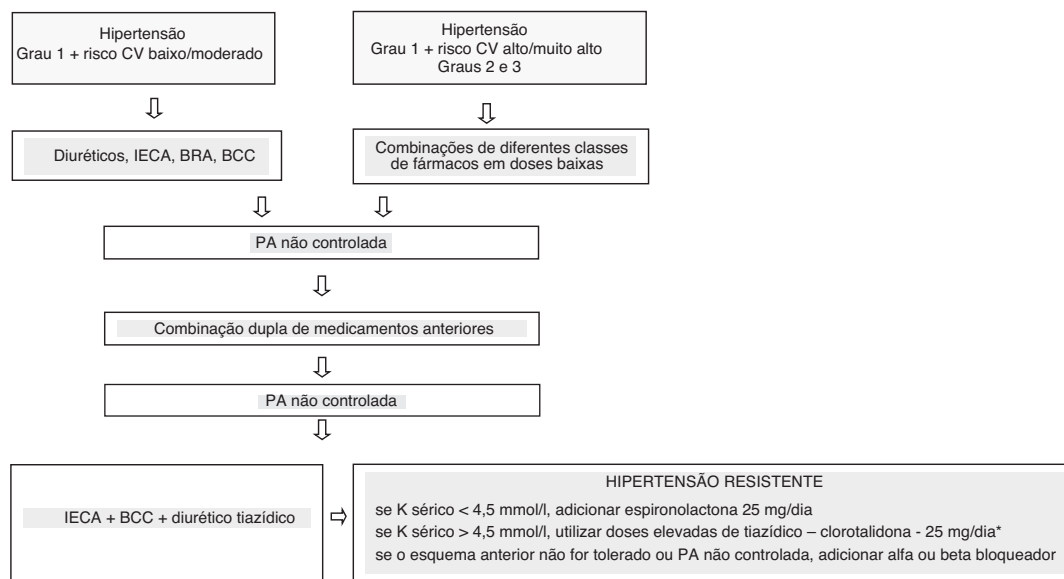 Hipertensão
Grau 1 + risco CV baixo/moderado
Hipertensão
Grau 1 + risco CV alto/muito alto
Graus 2 e 3
Diuréticos, IECA, BRA, BCC
Combinações de diferentes classes
de fármacos em doses baixas
PA não controlada
Combinação dupla de medicamentos anteriores
PA não controlada
IECA + BCC + diurético tiazídico
HIPERTENSÃO RESISTENTE
se K sérico < 4,5 mmol/l, adicionar espironolactona 25 mg/dia
se K sérico > 4,5 mmol/l, utilizar doses elevadas de tiazídico – clorotalidona - 25 mg/dia*
se o esquema anterior não for tolerado ou PA não controlada, adicionar alfa ou beta bloqueador